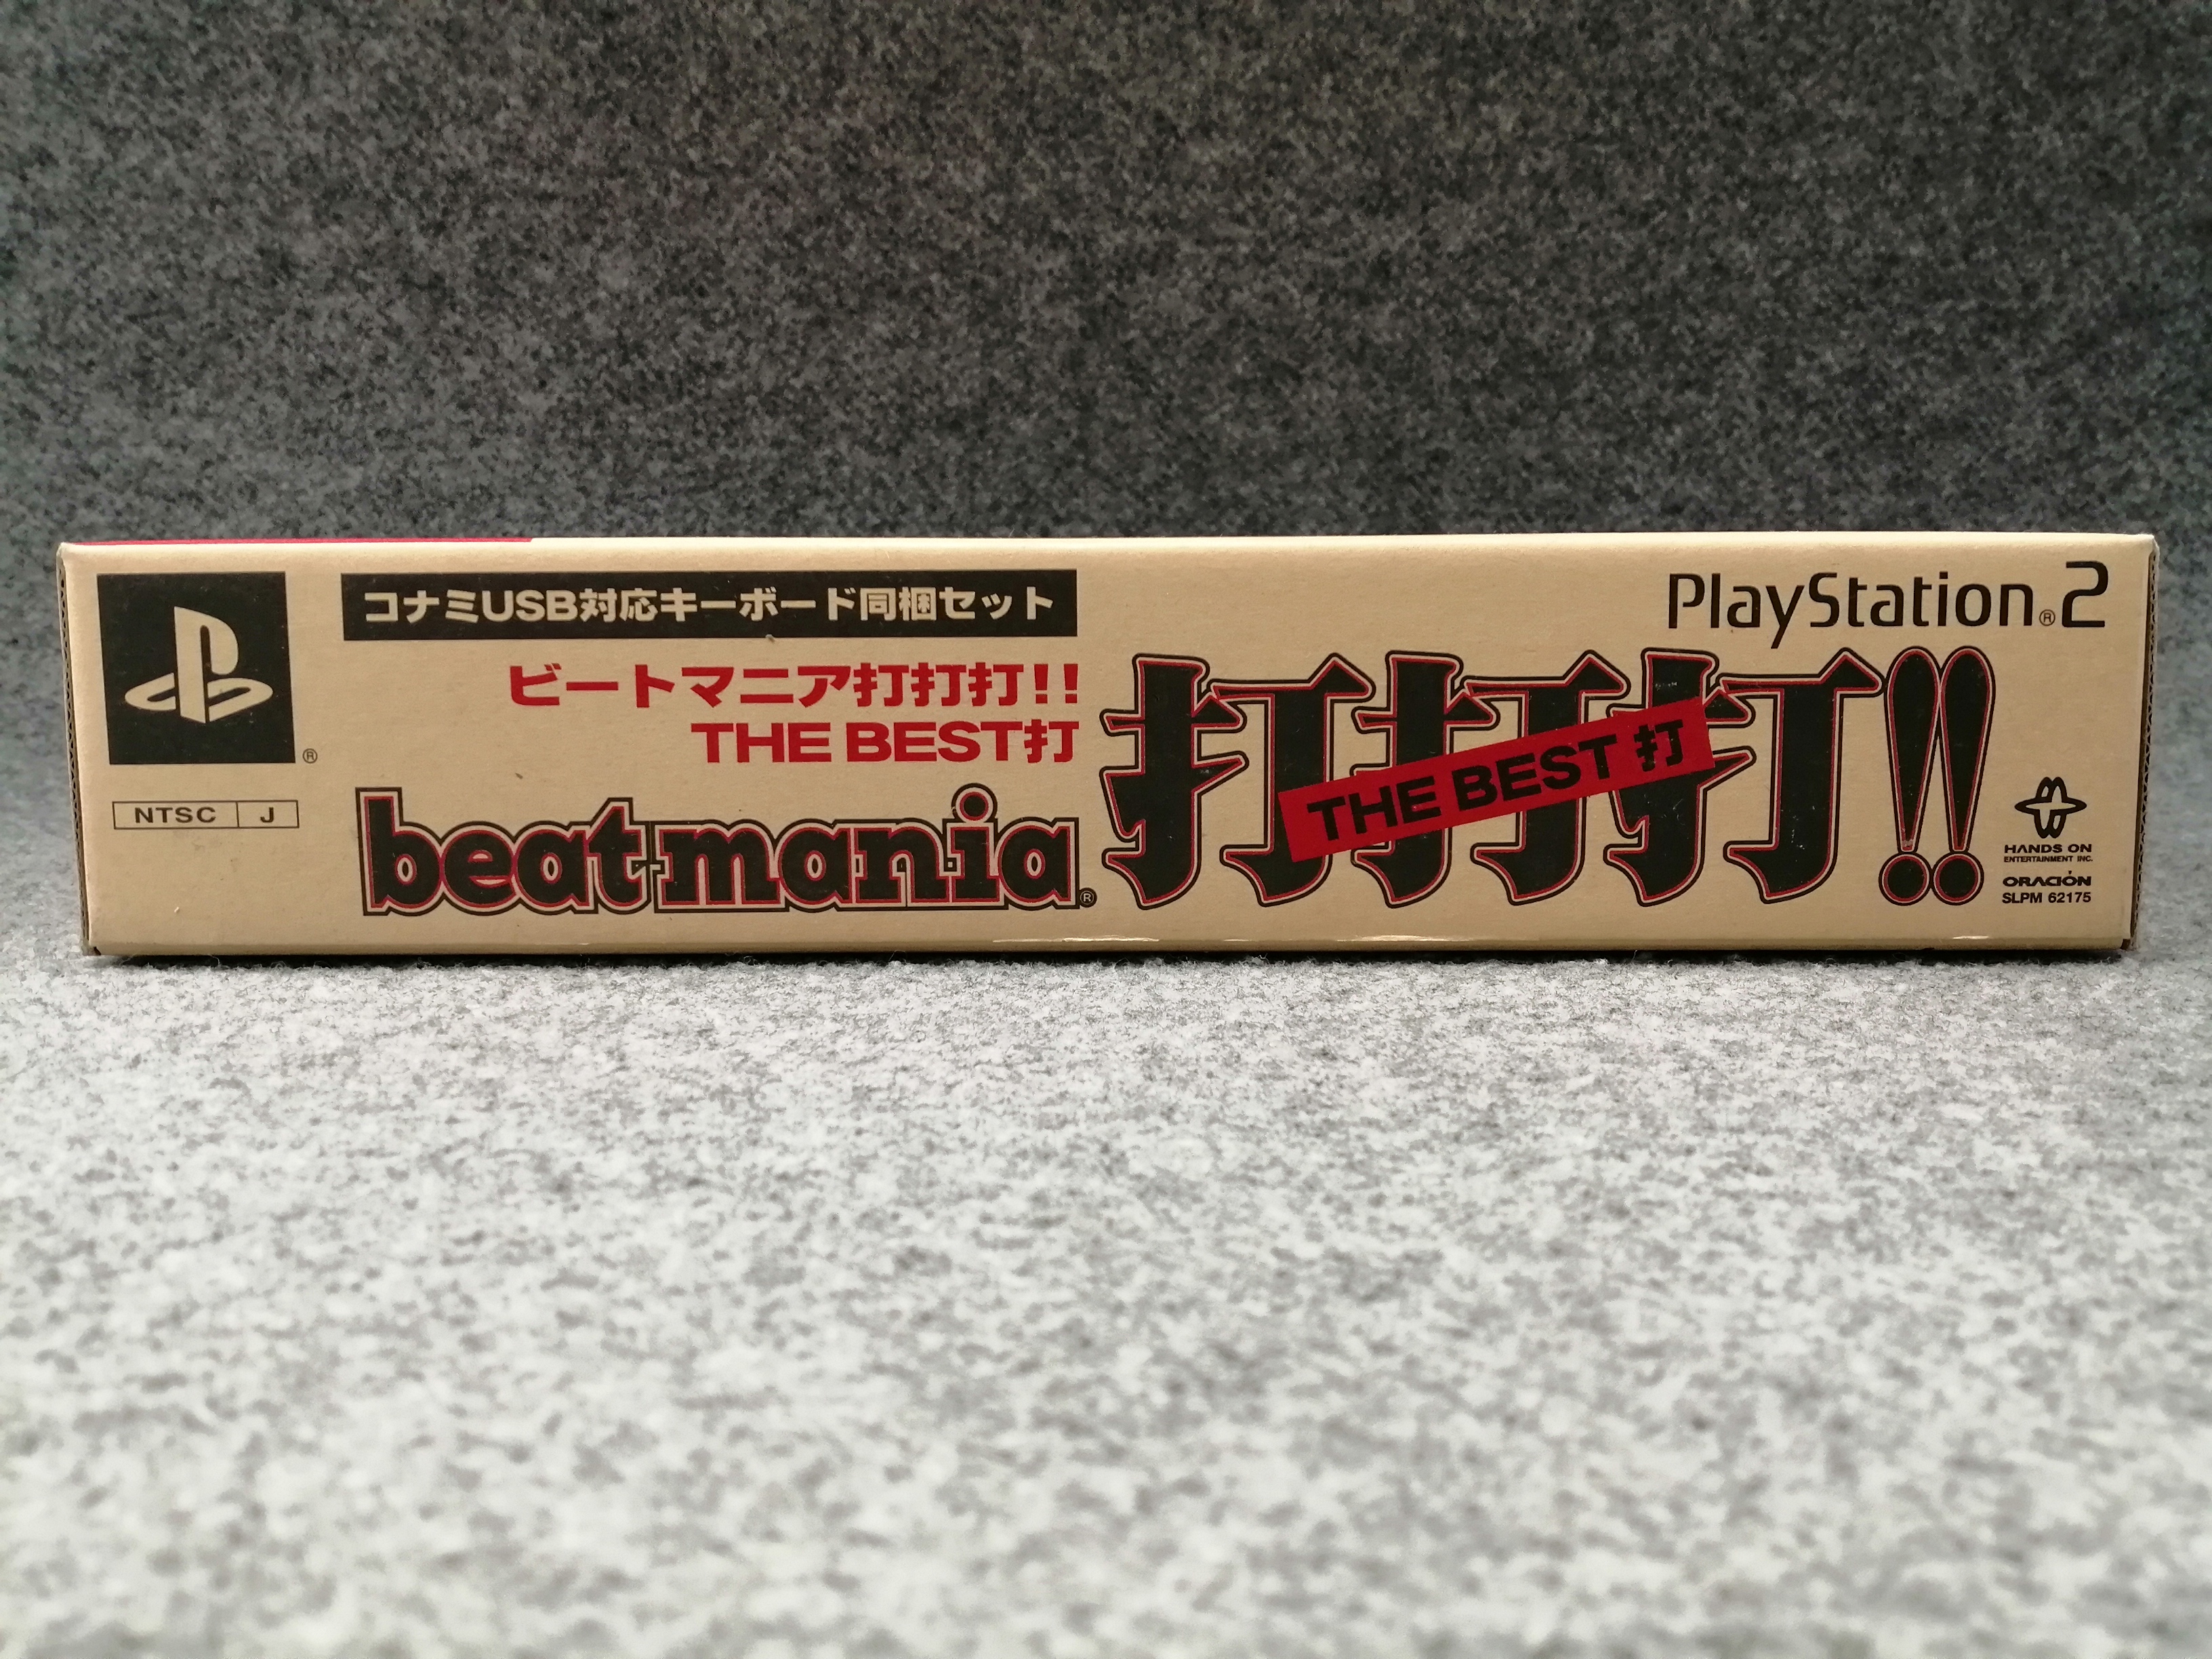 コナミUSB対応キーボード同梱セット
ビートマニア打打打!!
THE BEST打
beatmania®
®
NTSC J
PlayStation®2
打打打!!
THE BEST 打
HANDS ON
ENTERTAINMENT INC.
ORACIÓN
SLPM 62175